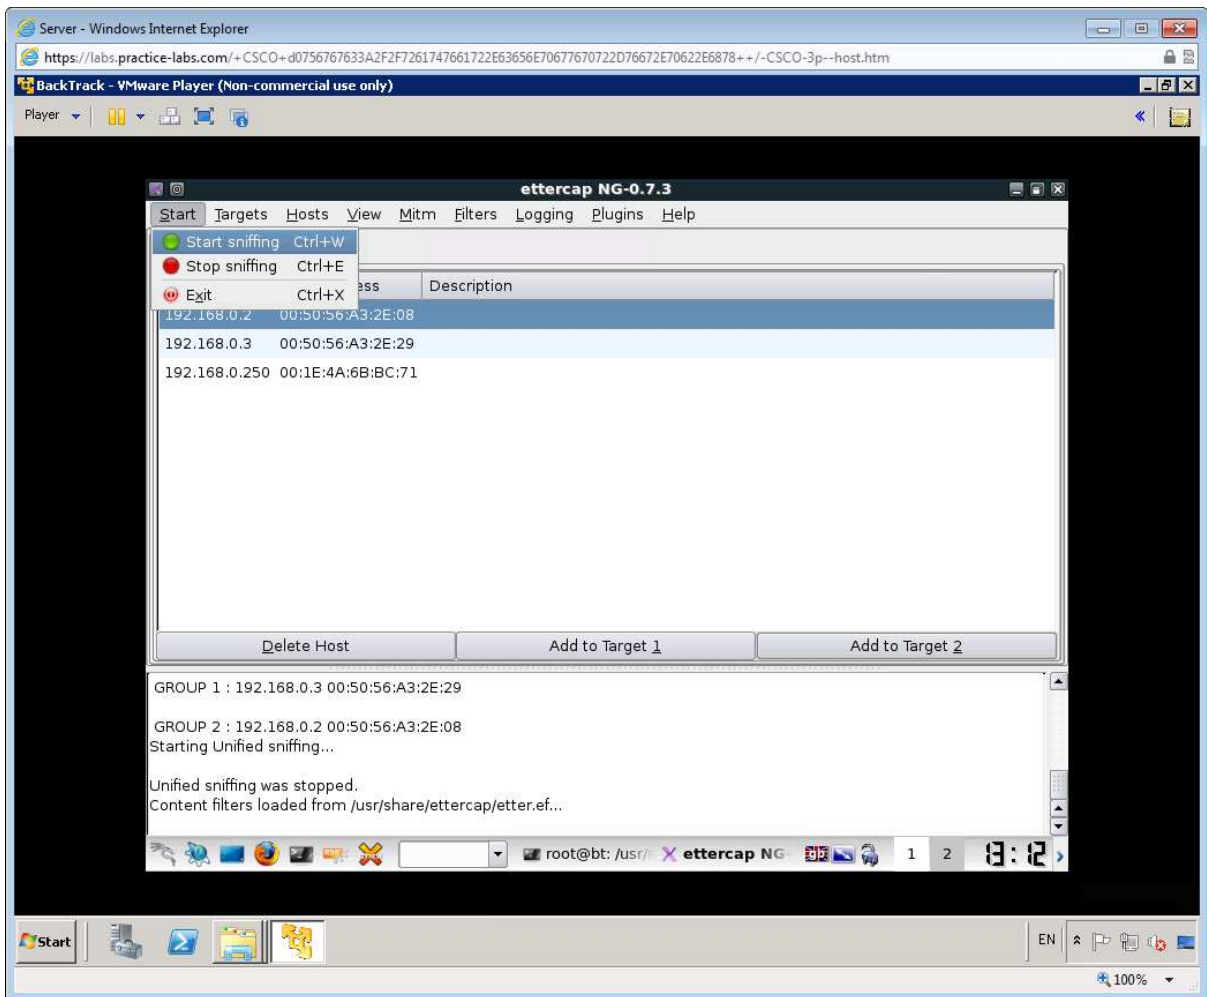 Server - Windows Internet Explorer
https://labs.practice-labs.com/+CSCO+d0756767633A2F2F7261747661722E63656E70677670722D76672E70622E6878++/-CSCO-3p--host.htm
BackTrack - VMware Player (Non-commercial use only)
Player
ettercap NG-0.7.3
Start Targets Hosts View Mitm Filters Logging Plugins Help
Start sniffing Ctrl+W
Stop sniffing Ctrl+E
Exit Ctrl+X
ess Description
192.168.0.2 00:50:56:A3:2E:08
192.168.0.3 00:50:56:A3:2E:29
192.168.0.250 00:1E:4A:6B:BC:71
Delete Host Add to Target 1 Add to Target 2
GROUP 1 : 192.168.0.3 00:50:56:A3:2E:29
GROUP 2 : 192.168.0.2 00:50:56:A3:2E:08
Starting Unified sniffing...
Unified sniffing was stopped.
Content filters loaded from /usr/share/ettercap/etter.ef...
root@bt: /usr/ ettercap NG- gb 1 2 13:12
Start EN
100%